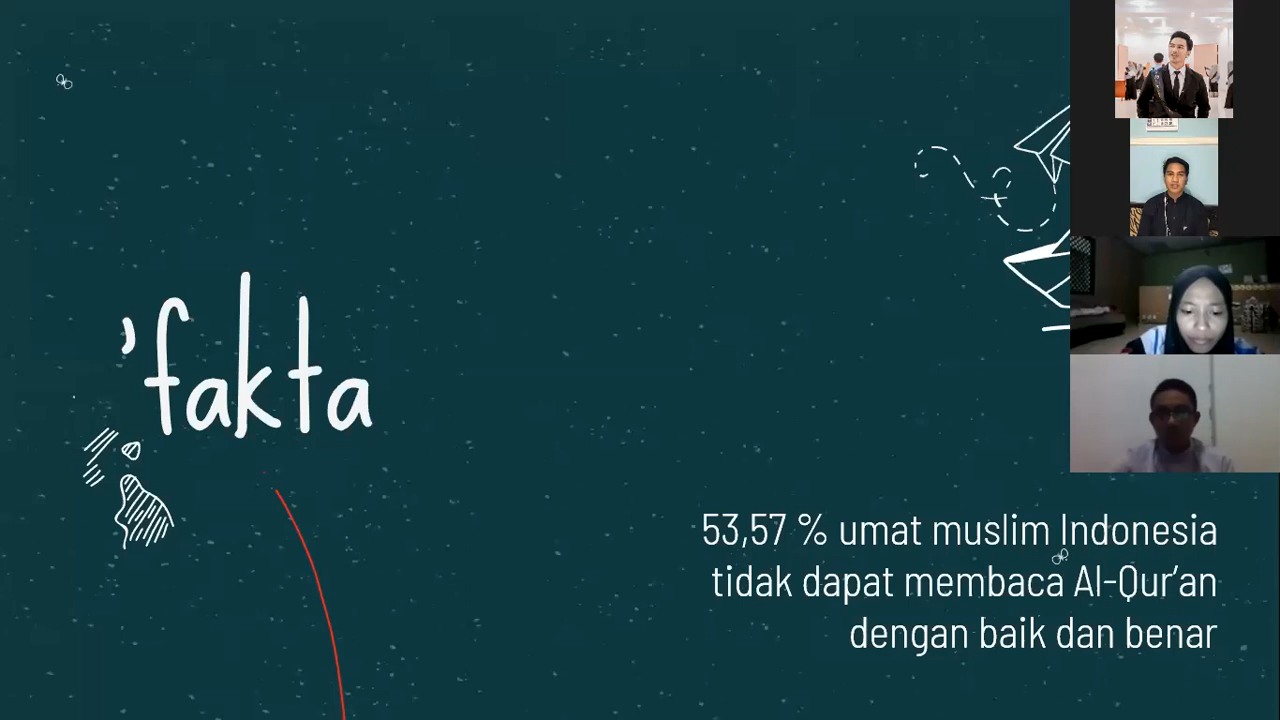 ’fakta
53,57 % umat muslim Indonesia
tidak dapat membaca Al-Qur’an
dengan baik dan benar